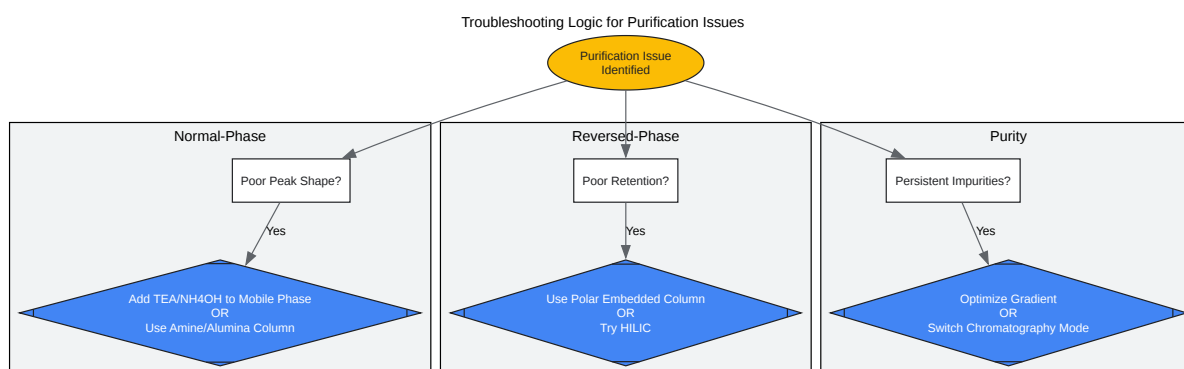 Troubleshooting Logic for Purification Issues
Purification Issue
Identified
Normal-Phase
Reversed-Phase
Purity
Poor Peak Shape?
Poor Retention?
Persistent Impurities?
Yes
Yes
Yes
Add TEA/NH4OH to Mobile Phase
OR
Use Amine/Alumina Column
Use Polar Embedded Column
OR
Try HILIC
Optimize Gradient
OR
Switch Chromatography Mode